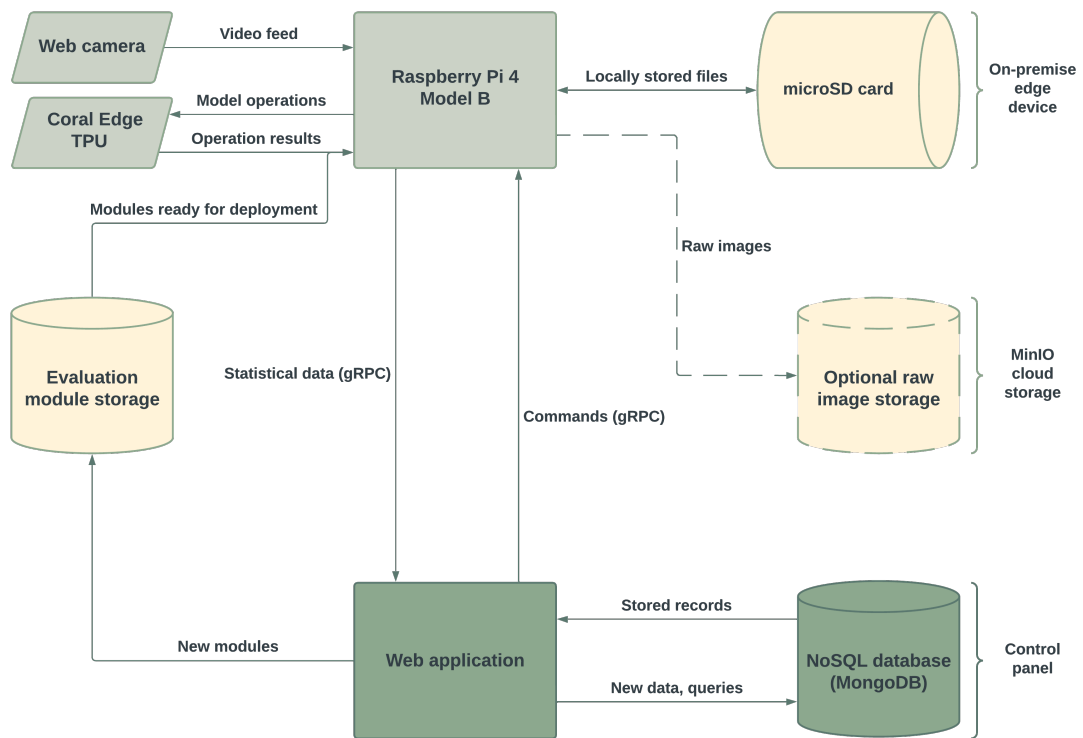 Web camera
Video feed
Raspberry Pi 4
Model B
Locally stored files
microSD card
On-premise
edge
device
Coral Edge
TPU
Model operations
Operation results
Modules ready for deployment
Raw images
Evaluation
module storage
Statistical data (gRPC)
Commands (gRPC)
Optional raw
image storage
MinIO
cloud
storage
New modules
Web application
Stored records
New data, queries
NoSQL database
(MongoDB)
Control
panel